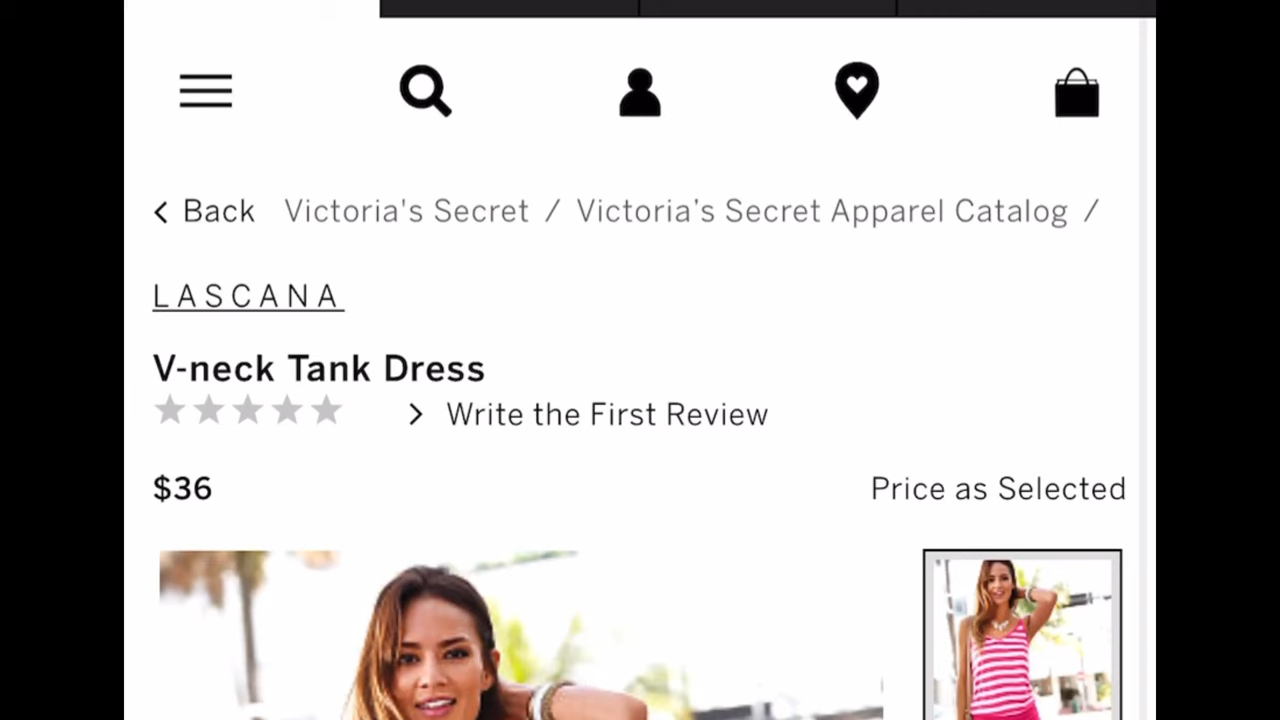 Back Victoria's Secret / Victoria's Secret Apparel Catalog /
LASCANA
V-neck Tank Dress
Write the First Review
$36 Price as Selected